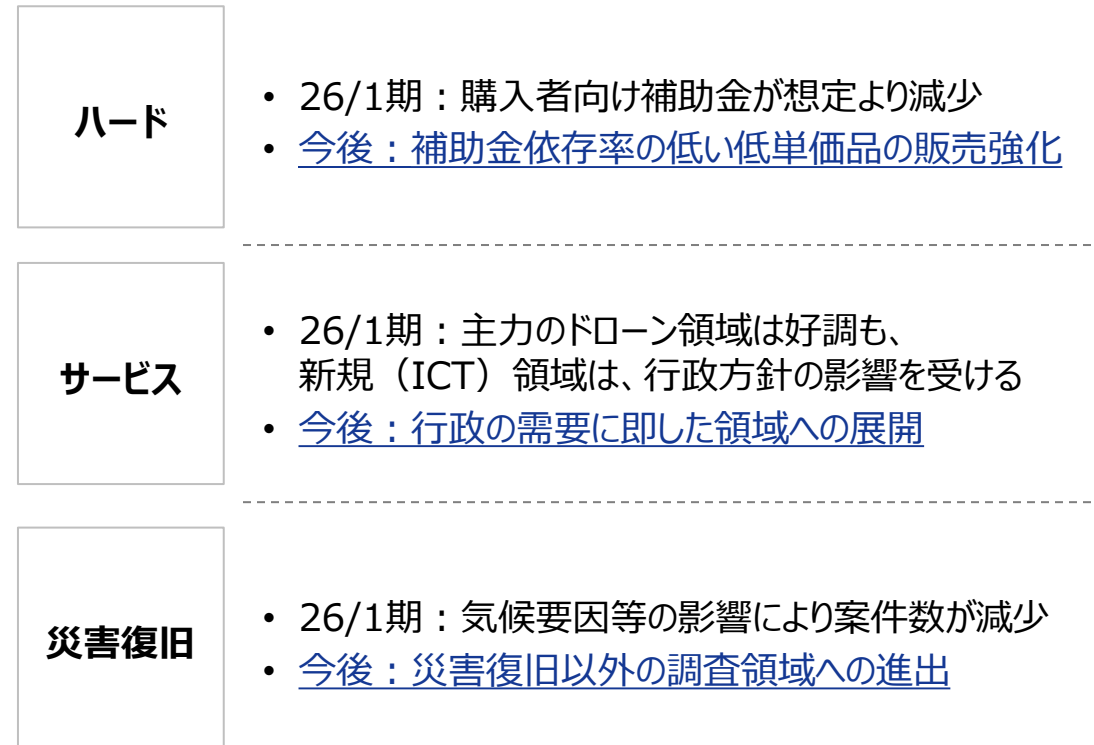 ハード
• 26/1期：購入者向け補助金が想定より減少
• 今後：補助金依存率の低い低単価品の販売強化
サービス
• 26/1期：主力のドローン領域は好調も、
新規（ICT）領域は、行政方針の影響を受ける
• 今後：行政の需要に即した領域への展開
災害復旧
• 26/1期：気候要因等の影響により案件数が減少
• 今後：災害復旧以外の調査領域への進出